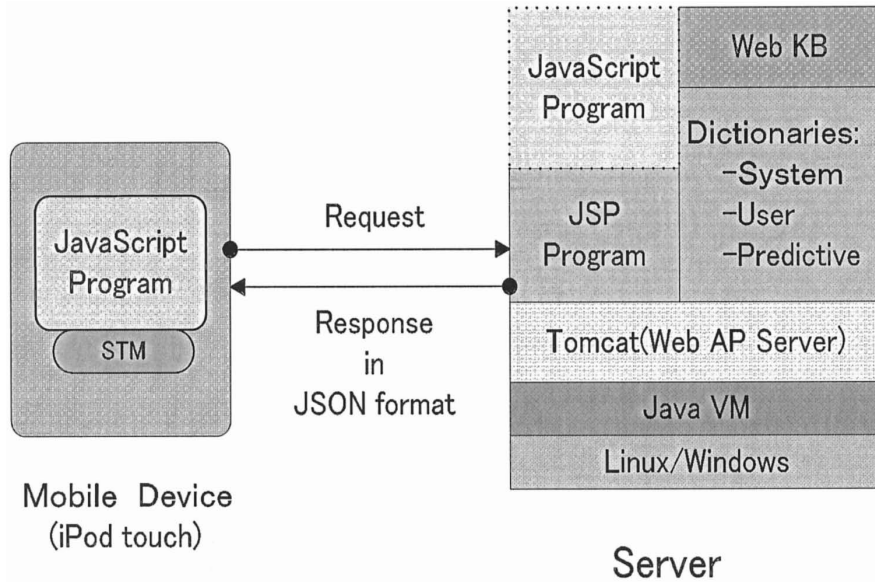 JavaScript
Program
STM
Mobile Device
(iPod touch)
Request
Response
in
JSON format
JavaScript
Program
JSP
Program
Web KB
Dictionaries:
-System
-User
-Predictive
Tomcat(Web AP Server)
Java VM
Linux/Windows
Server